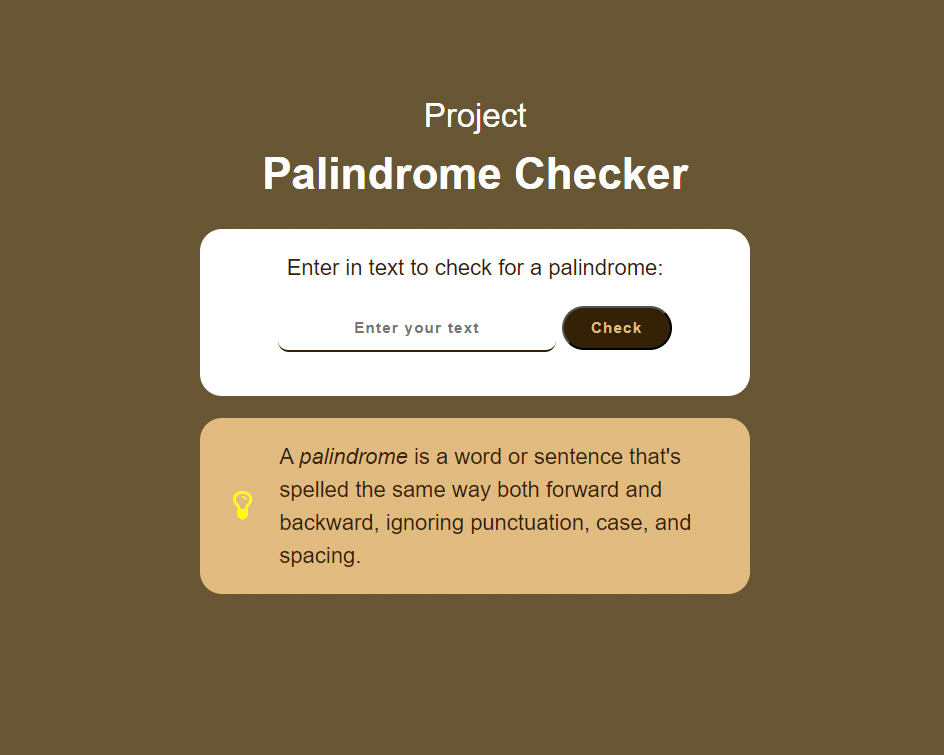 Project
Palindrome Checker
Enter in text to check for a palindrome:
Enter your text
Check
A palindrome is a word or sentence that's
spelled the same way both forward and
backward, ignoring punctuation, case, and
spacing.